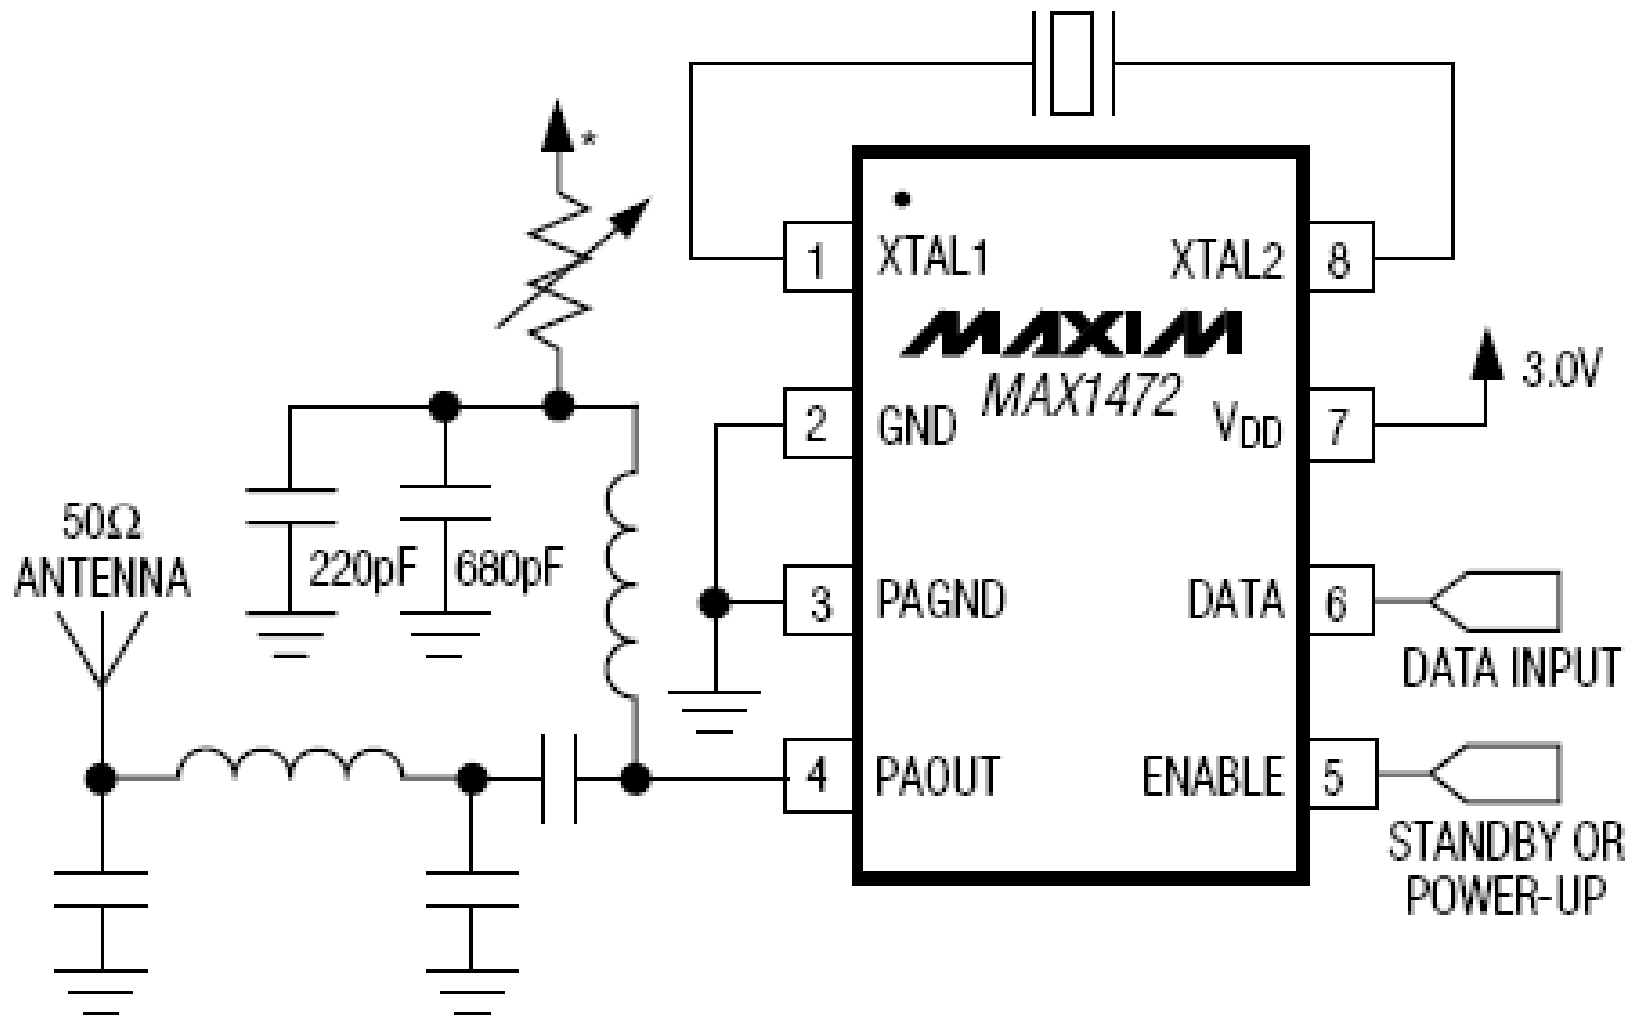 *
1 XTAL1 XTAL2 8
MAXIM
MAX1472
2 GND VDD 7
3.0V
50Ω
ANTENNA
220pF 680pF
3 PAGND DATA 6
DATA INPUT
4 PAOUT ENABLE 5
STANDBY OR
POWER-UP